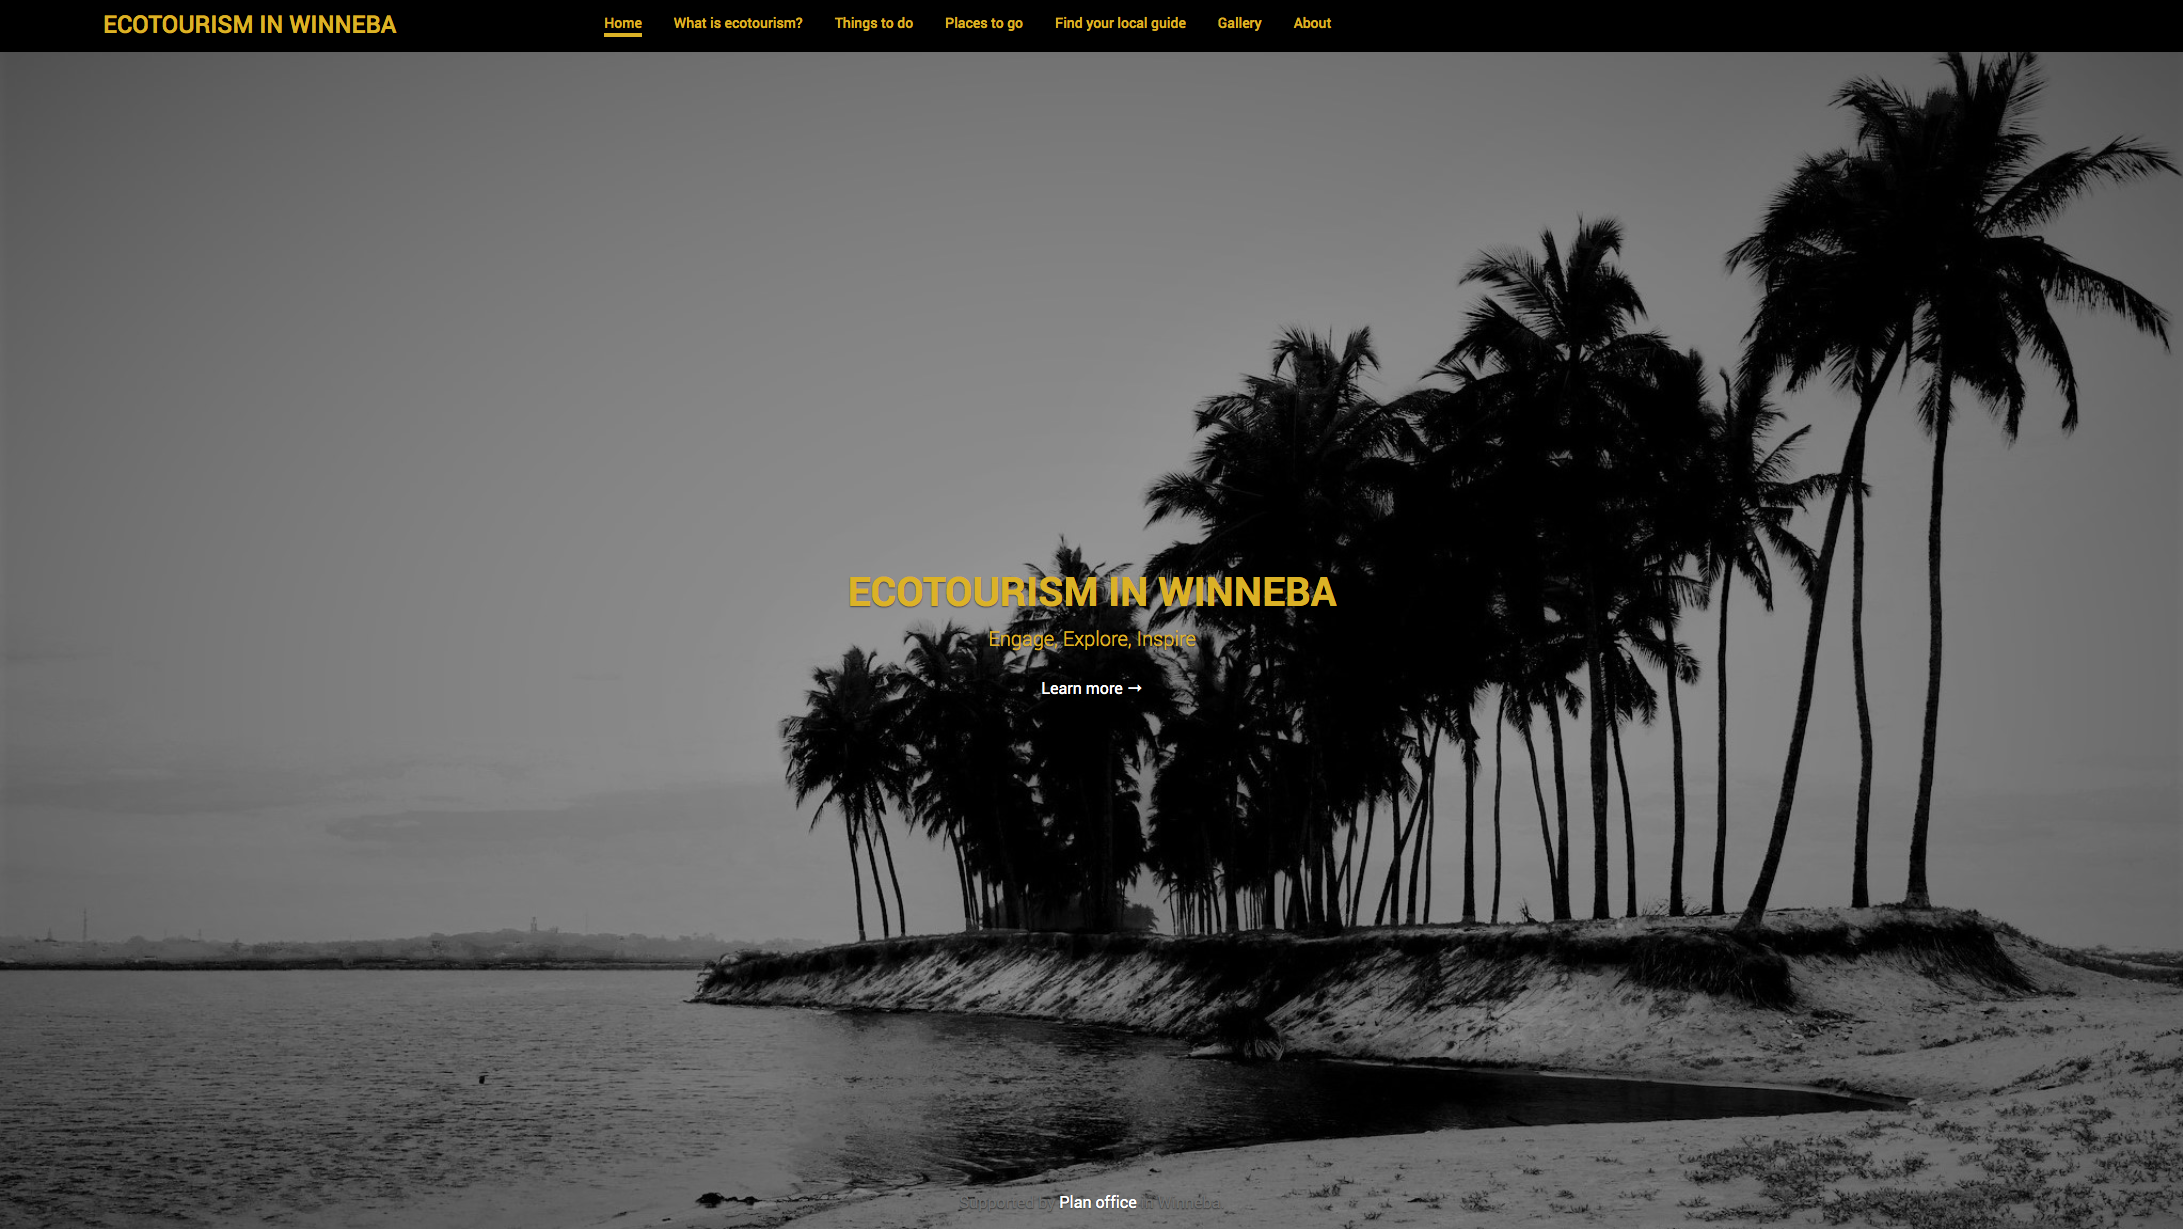 ECOTOURISM IN WINNEBA
Home What is ecotourism? Things to do Places to go Find your local guide Gallery About
ECOTOURISM IN WINNEBA
Engage, Explore, Inspire
Learn more →
Supported by Plan office in Winneba.